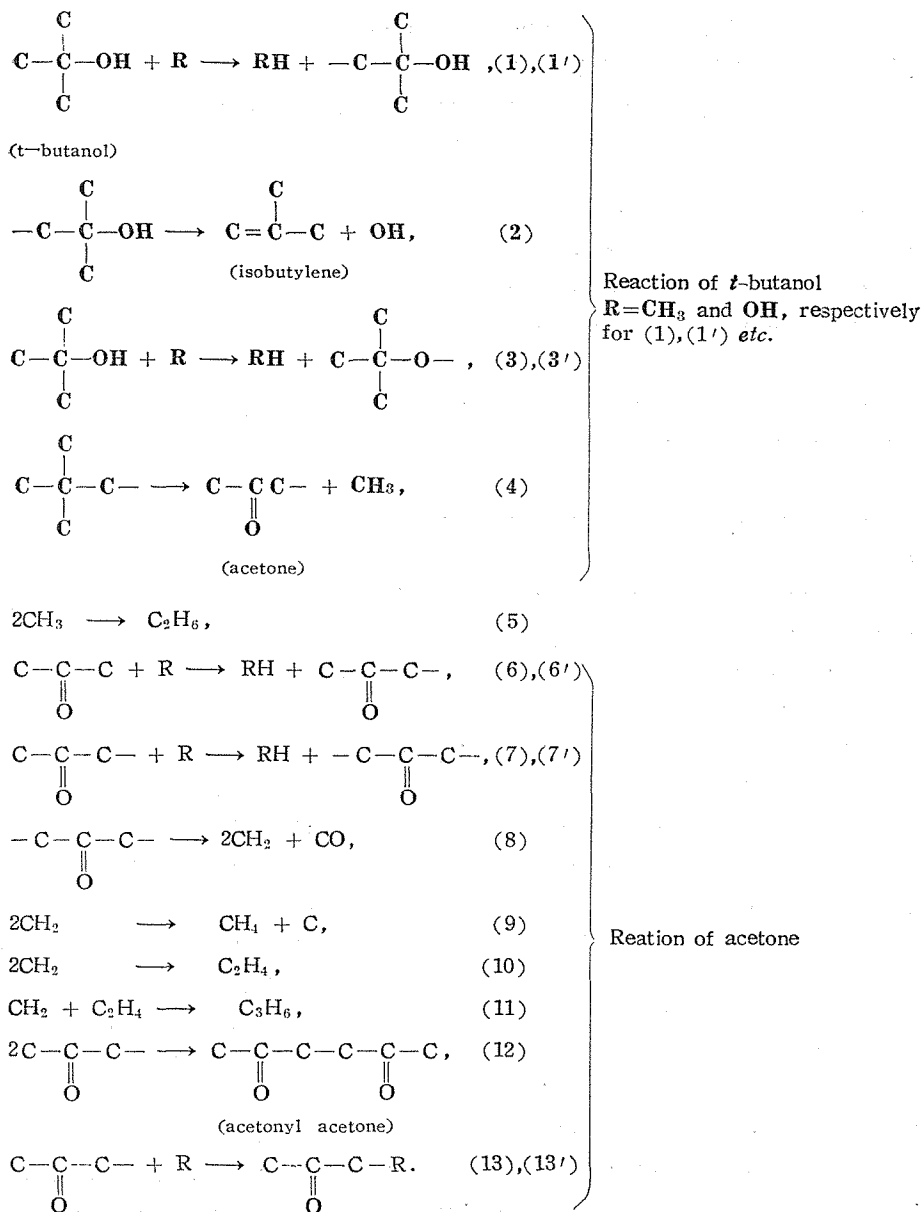 C
C—C—OH + R ⟶ RH + —C—C—OH ,(1),(1′)
C
(t—butanol)
C
—C—C—OH ⟶ C=C—C + OH, (2)
C
(isobutylene)
Reaction of t-butanol
R=CH₃ and OH, respectively
for (1),(1′) etc.
C
C—C—OH + R ⟶ RH + C—C—O— , (3),(3′)
C
C
C—C—C— ⟶ C—C C— + CH₃, (4)
C O
(acetone)
2CH₃ ⟶ C₂H₆, (5)
C—C—C + R ⟶ RH + C—C—C—, (6),(6′)
O O
C—C—C— + R ⟶ RH + —C—C—C—,(7),(7′)
O O
—C—C—C— ⟶ 2CH₂ + CO, (8)
O
2CH₂ ⟶ CH₄ + C, (9)
Reation of acetone
2CH₂ ⟶ C₂H₄, (10)
CH₂ + C₂H₄ ⟶ C₃H₆, (11)
2C—C—C— ⟶ C—C—C—C—C—C, (12)
O O O
(acetonyl acetone)
C—C—C— + R ⟶ C—C—C—R. (13),(13′)
O O